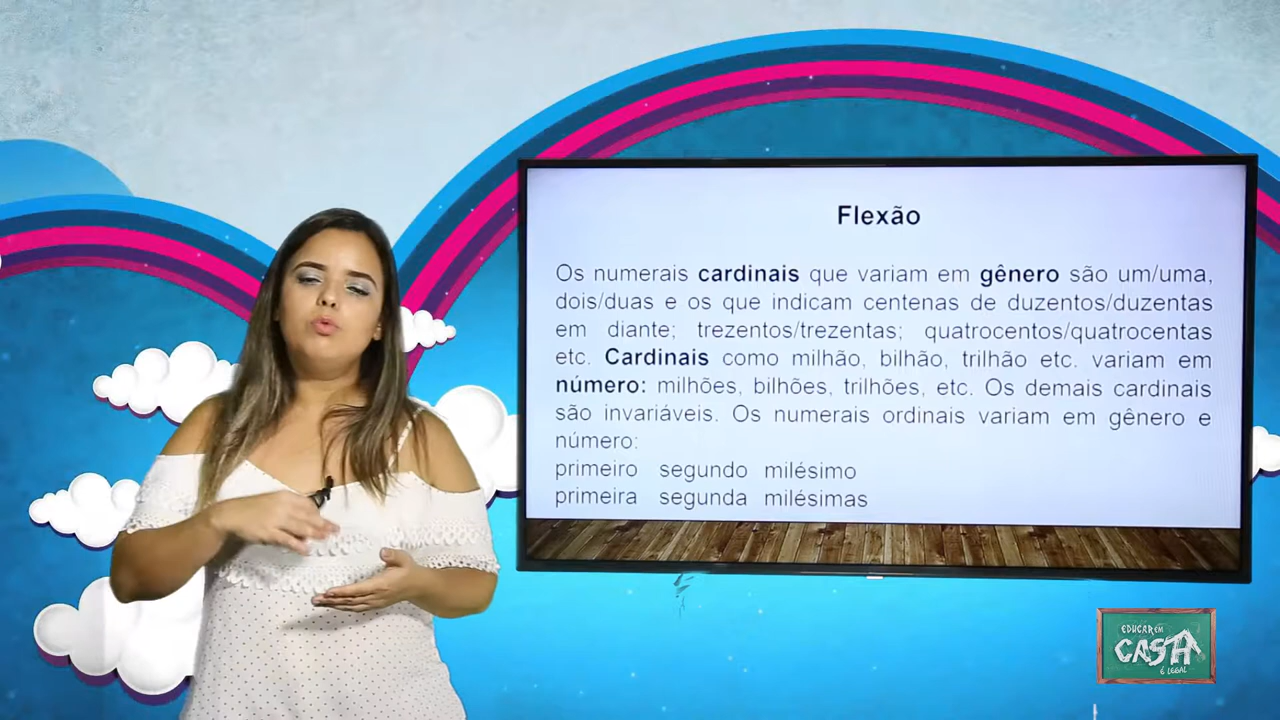 Flexão
Os numerais cardinais que variam em gênero são um/uma,
dois/duas e os que indicam centenas de duzentos/duzentas
em diante; trezentos/trezentas; quatrocentos/quatrocentas
etc. Cardinais como milhão, bilhão, trilhão etc. variam em
número: milhões, bilhões, trilhões, etc. Os demais cardinais
são invariáveis. Os numerais ordinais variam em gênero e
número:
primeiro segundo milésimo
primeira segunda milésimas
EDUCAR EM
CASA
É LEGAL